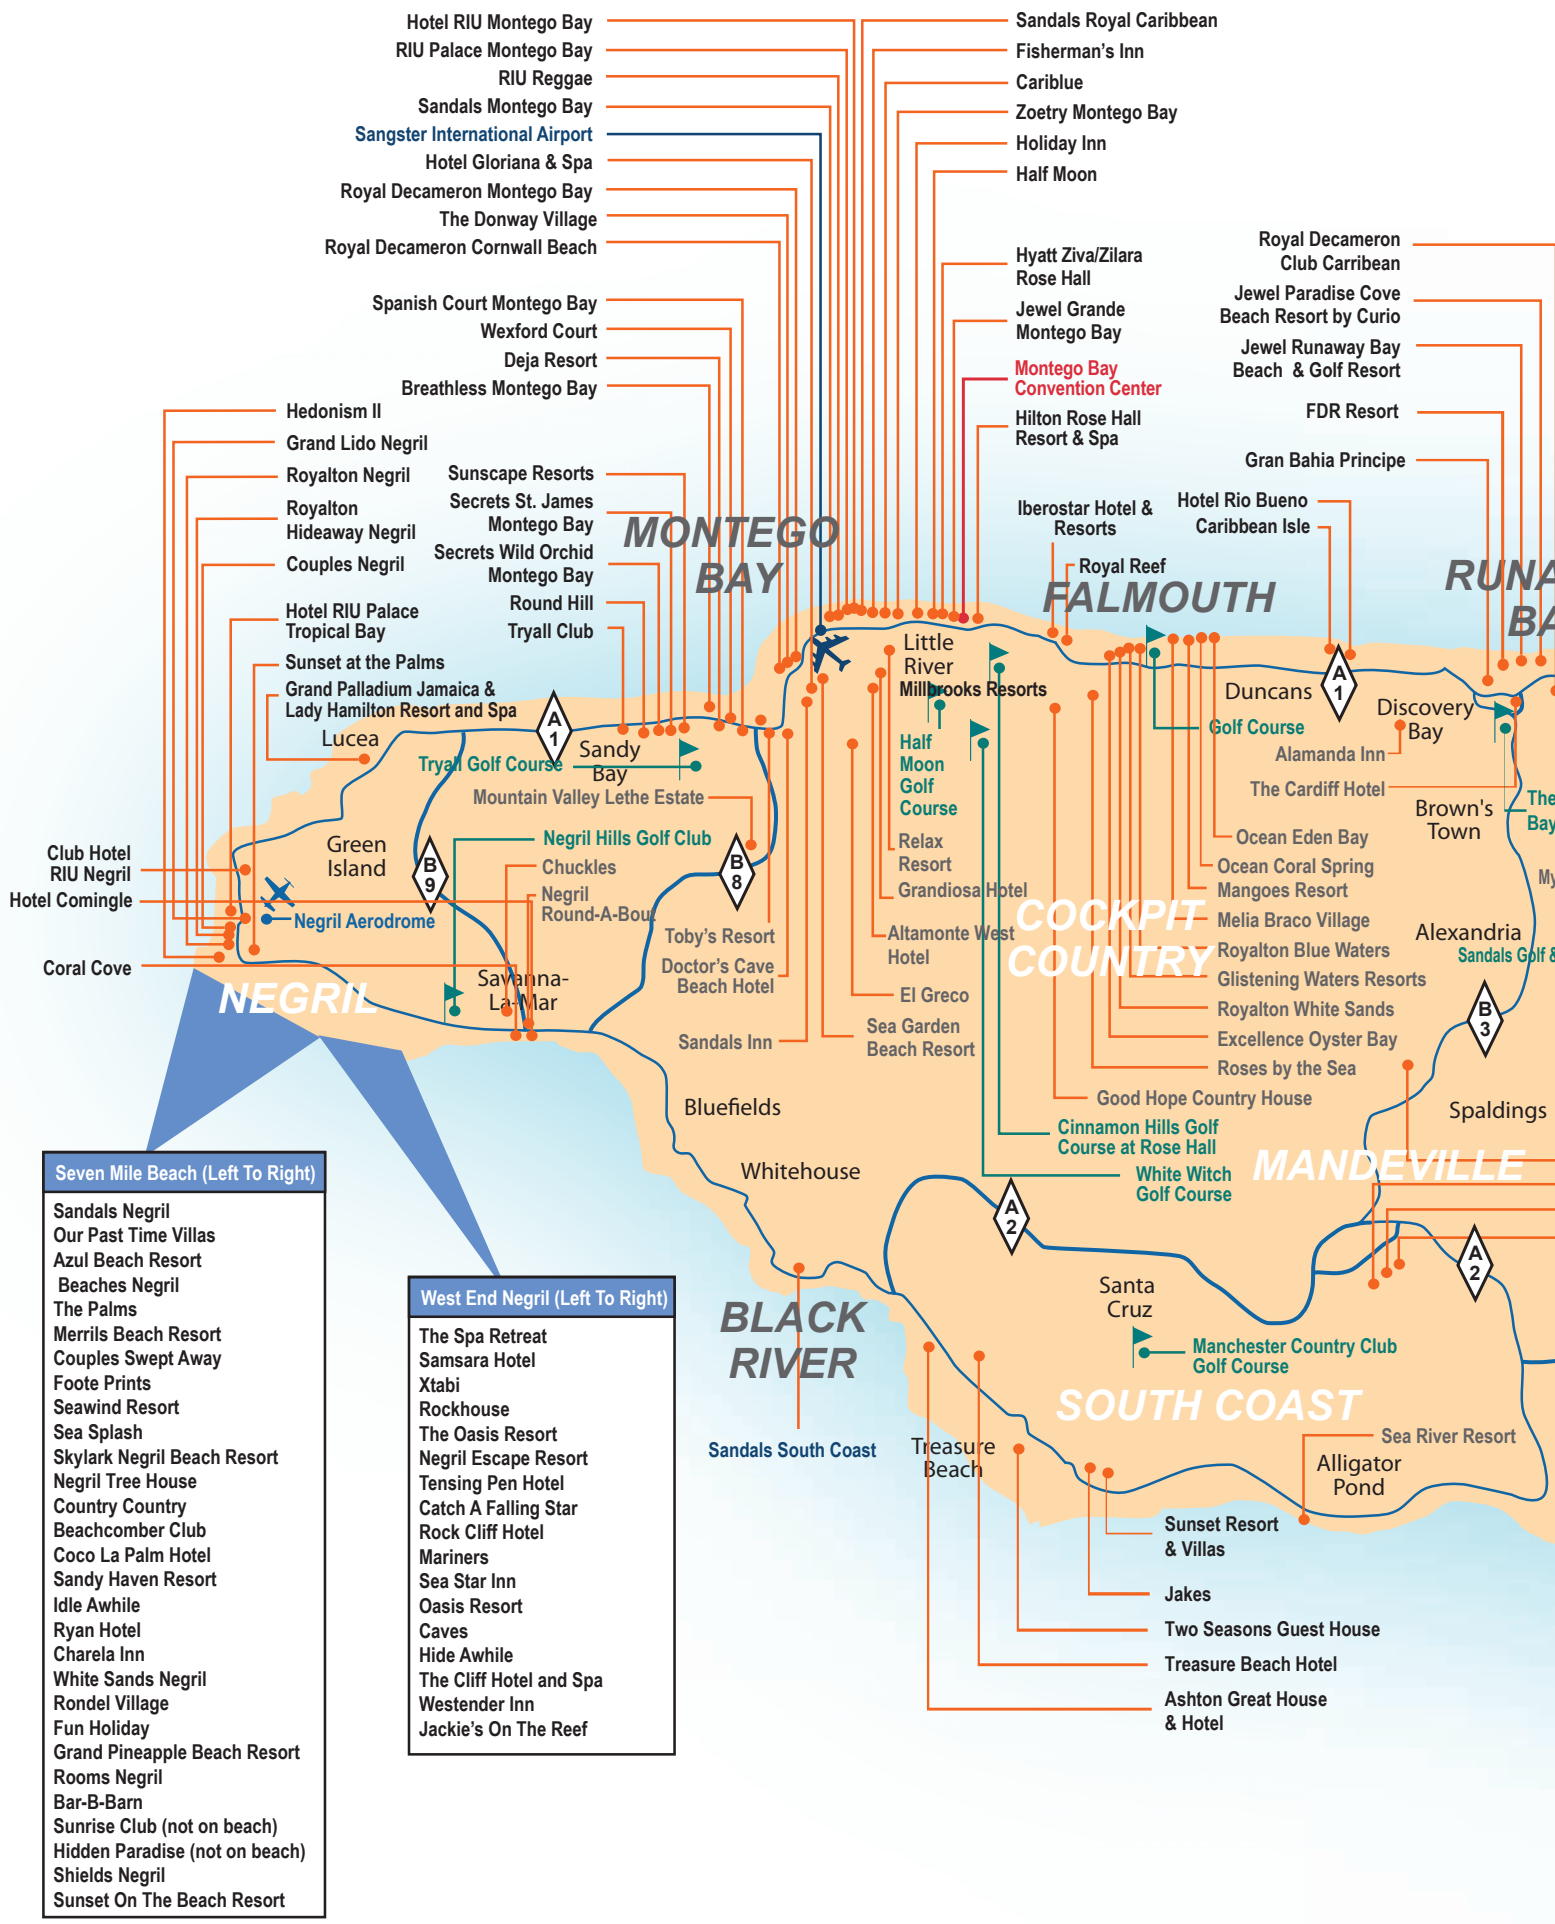 Hotel RIU Montego Bay
RIU Palace Montego Bay
RIU Reggae
Sandals Montego Bay
Sangster International Airport
Hotel Gloriana & Spa
Royal Decameron Montego Bay
The Donway Village
Royal Decameron Cornwall Beach
Spanish Court Montego Bay
Wexford Court
Deja Resort
Breathless Montego Bay
Sandals Royal Caribbean
Fisherman's Inn
Cariblue
Zoetry Montego Bay
Holiday Inn
Half Moon
Hyatt Ziva/Zilara
Rose Hall
Jewel Grande
Montego Bay
Montego Bay
Convention Center
Hilton Rose Hall
Resort & Spa
Iberostar Hotel &
Resorts
Royal Reef
Royal Decameron
Club Carribean
Jewel Paradise Cove
Beach Resort by Curio
Jewel Runaway Bay
Beach & Golf Resort
FDR Resort
Gran Bahia Principe
Hotel Rio Bueno
Caribbean Isle
Hedonism II
Grand Lido Negril
Royalton Negril
Royalton
Hideaway Negril
Couples Negril
Hotel RIU Palace
Tropical Bay
Sunset at the Palms
Grand Palladium Jamaica &
Lady Hamilton Resort and Spa
Sunscape Resorts
Secrets St. James
Montego Bay
Secrets Wild Orchid
Montego Bay
Round Hill
Tryall Club
MONTEGO
BAY
FALMOUTH
RUNA
BA
Little
River
Millbrooks Resorts
Duncans
A
1
Discovery
Bay
Golf Course
Alamanda Inn
The Cardiff Hotel
Brown's
Town
The
Bay
My
Lucea
A
1
Sandy
Bay
Tryall Golf Course
Mountain Valley Lethe Estate
Half
Moon
Golf
Course
Green
Island
B
9
Negril Hills Golf Club
Chuckles
Negril
Round-A-Bout
B
8
Relax
Resort
Grandiosa Hotel
Altamonte West
Hotel
El Greco
Sea Garden
Beach Resort
Toby's Resort
Doctor's Cave
Beach Hotel
Sandals Inn
Club Hotel
RIU Negril
Hotel Comingle
Coral Cove
Negril Aerodrome
NEGRIL
Savanna-
La-Mar
COCKPIT
COUNTRY
Ocean Eden Bay
Ocean Coral Spring
Mangoes Resort
Melia Braco Village
Royalton Blue Waters
Glistening Waters Resorts
Royalton White Sands
Excellence Oyster Bay
Roses by the Sea
Good Hope Country House
Cinnamon Hills Golf
Course at Rose Hall
White Witch
Golf Course
Alexandria
Sandals Golf &
B
3
Spaldings
MANDEVILLE
Bluefields
Whitehouse
A
2
A
2
Santa
Cruz
Manchester Country Club
Golf Course
BLACK
RIVER
SOUTH COAST
Sandals South Coast
Treasure
Beach
Sea River Resort
Alligator
Pond
Sunset Resort
& Villas
Jakes
Two Seasons Guest House
Treasure Beach Hotel
Ashton Great House
& Hotel
Seven Mile Beach (Left To Right)
Sandals Negril
Our Past Time Villas
Azul Beach Resort
Beaches Negril
The Palms
Merrils Beach Resort
Couples Swept Away
Foote Prints
Seawind Resort
Sea Splash
Skylark Negril Beach Resort
Negril Tree House
Country Country
Beachcomber Club
Coco La Palm Hotel
Sandy Haven Resort
Idle Awhile
Ryan Hotel
Charela Inn
White Sands Negril
Rondel Village
Fun Holiday
Grand Pineapple Beach Resort
Rooms Negril
Bar-B-Barn
Sunrise Club (not on beach)
Hidden Paradise (not on beach)
Shields Negril
Sunset On The Beach Resort
West End Negril (Left To Right)
The Spa Retreat
Samsara Hotel
Xtabi
Rockhouse
The Oasis Resort
Negril Escape Resort
Tensing Pen Hotel
Catch A Falling Star
Rock Cliff Hotel
Mariners
Sea Star Inn
Oasis Resort
Caves
Hide Awhile
The Cliff Hotel and Spa
Westender Inn
Jackie's On The Reef